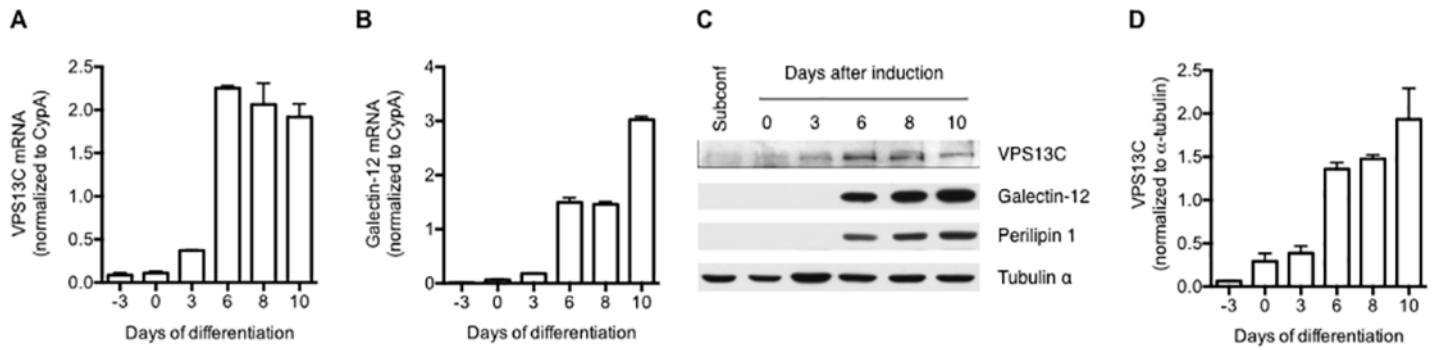 A
VPS13C mRNA
(normalized to CypA)
2.5
2.0
1.5
1.0
0.5
0.0
-3 0 3 6 8 10
Days of differentiation
B
Galectin-12 mRNA
(normalized to CypA)
4
3
2
1
0
-3 0 3 6 8 10
Days of differentiation
C
Subconf
Days after induction
0 3 6 8 10
VPS13C
Galectin-12
Perilipin 1
Tubulin α
D
VPS13C
(normalized to α-tubulin)
2.5
2.0
1.5
1.0
0.5
0.0
-3 0 3 6 8 10
Days of differentiation